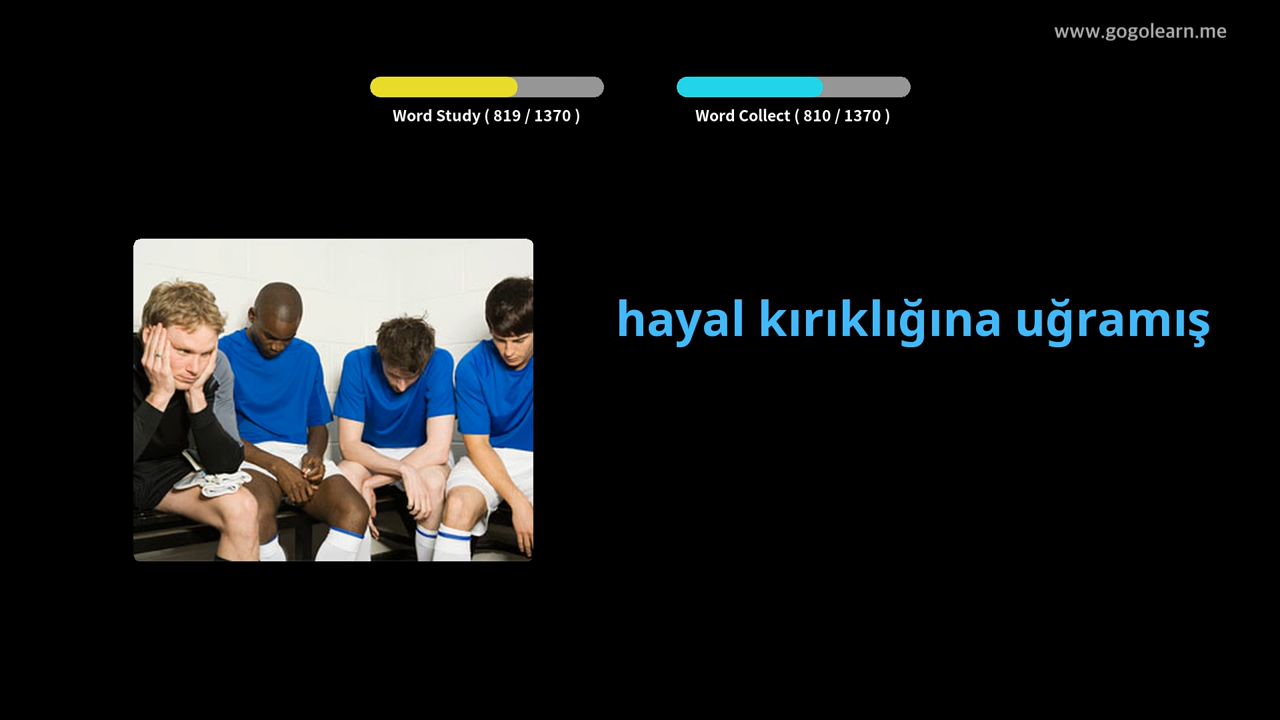 www.gogolearn.me
Word Study ( 819 / 1370 )
Word Collect ( 810 / 1370 )
hayal kırıklığına uğramış